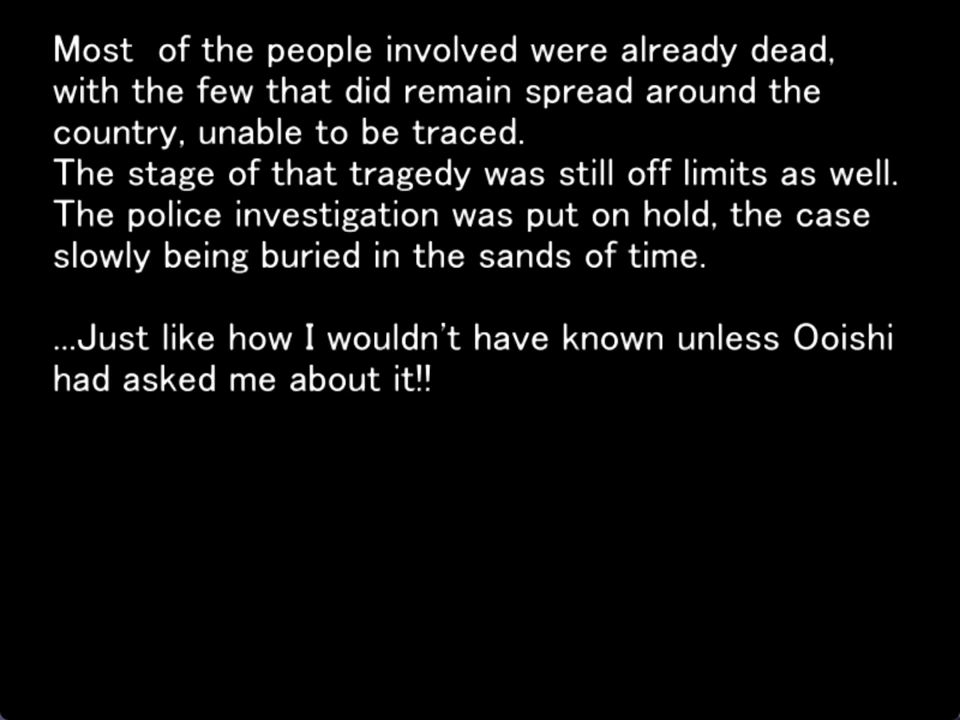 Most  of the people involved were already dead,
with the few that did remain spread around the
country, unable to be traced.
The stage of that tragedy was still off limits as well.
The police investigation was put on hold, the case
slowly being buried in the sands of time.
...Just like how I wouldn't have known unless Ooishi
had asked me about it!!